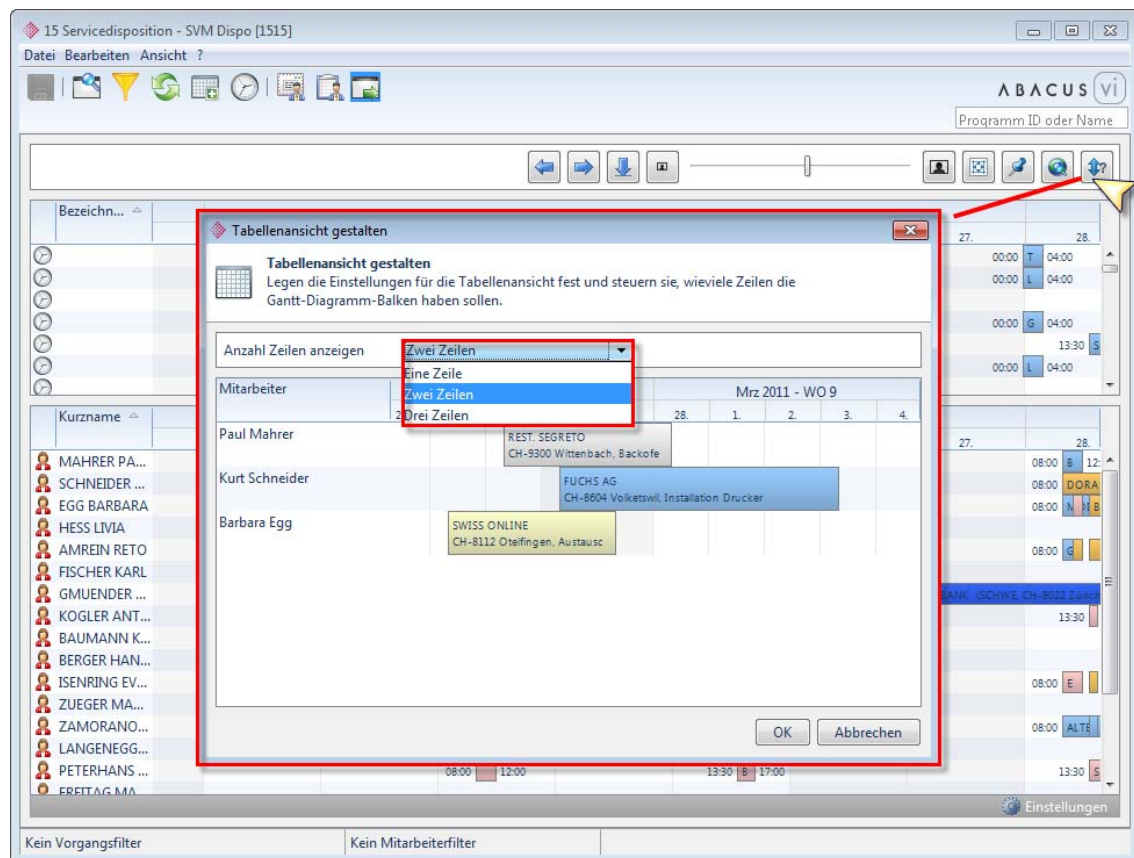 15 Servicedisposition - SVM Dispo [1515]
Datei Bearbeiten Ansicht ?
ABACUS vi
Programm ID oder Name
Bezeichn...
27. 28.
00:00 T 04:00
00:00 L 04:00
00:00 G 04:00
13:30 S
00:00 L 04:00
Tabellenansicht gestalten
Tabellenansicht gestalten
Legen die Einstellungen für die Tabellenansicht fest und steuern sie, wieviele Zeilen die
Gantt-Diagramm-Balken haben sollen.
Anzahl Zeilen anzeigen Zwei Zeilen
Eine Zeile
Zwei Zeilen
Drei Zeilen
Mitarbeiter Mrz 2011 - WO 9
28. 1. 2. 3. 4.
Paul Mahrer
REST. SEGRETO
CH-9300 Wittenbach, Backofe
Kurt Schneider
FUCHS AG
CH-8604 Volketswil, Installation Drucker
Barbara Egg
SWISS ONLINE
CH-8112 Otelfingen, Austausc
OK Abbrechen
Kurzname
27. 28.
MAHRER PA... 08:00 B 12:
SCHNEIDER ... 08:00 DORA
EGG BARBARA 08:00 N B
HESS LIVIA
AMREIN RETO 08:00 G
FISCHER KARL
GMUENDER ... BANK, (SCHWE, CH-8022 Zürich
KOGLER ANT... 13:30
BAUMANN K...
BERGER HAN...
ISENRING EV... 08:00 E
ZUEGER MA...
ZAMORANO... 08:00 ALTE
LANGENEGG...
PETERHANS ... 08:00 12:00 13:30 B 17:00 13:30 S
FREITAG MA
Einstellungen
Kein Vorgangsfilter Kein Mitarbeiterfilter